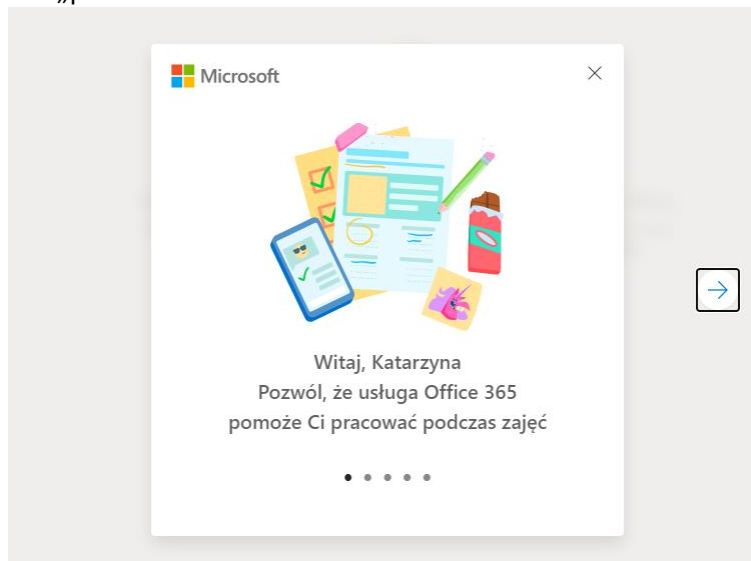 Microsoft
Witaj, Katarzyna
Pozwól, że usługa Office 365
pomoże Ci pracować podczas zajęć